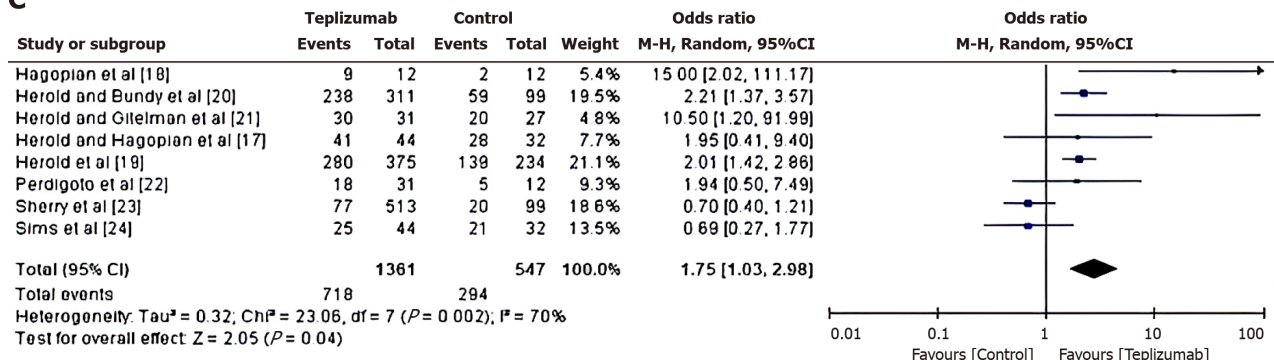 C
Teplizumab Control Odds ratio Odds ratio
Study or subgroup Events Total Events Total Weight M-H, Random, 95%CI M-H, Random, 95%CI
Hagopian et al [18] 9 12 2 12 5.4% 15 00 [2.02, 111.17]
Herold and Bundy et al [20] 238 311 59 99 19.5% 2.21 [1.37, 3.57]
Herold and Gitelman et al [21] 30 31 20 27 4.8% 10.50 [1.20, 91.99]
Herold and Hagopian et al [17] 41 44 28 32 7.7% 1.95 [0.41, 9.40]
Herold et al [19] 280 375 139 234 21.1% 2.01 [1.42, 2 86]
Perdigoto et al [22] 18 31 5 12 9.3% 1.94 [0.50, 7.49]
Sherry et al [23] 77 513 20 99 18 6% 0.70 [0.40, 1.21]
Sims et al [24] 25 44 21 32 13.5% 0 69 [0.27, 1.77]
Total (95% CI) 1361 547 100.0% 1.75 [1.03, 2.98]
Total events 718 294
Heterogeneity: Tau² = 0.32; Chi² = 23.06, df = 7 (P = 0 002); I² = 70%
Test for overall effect: Z = 2.05 (P = 0 04)
0.01 0.1 1 10 100
Favours [Control] Favours [Teplizumab]